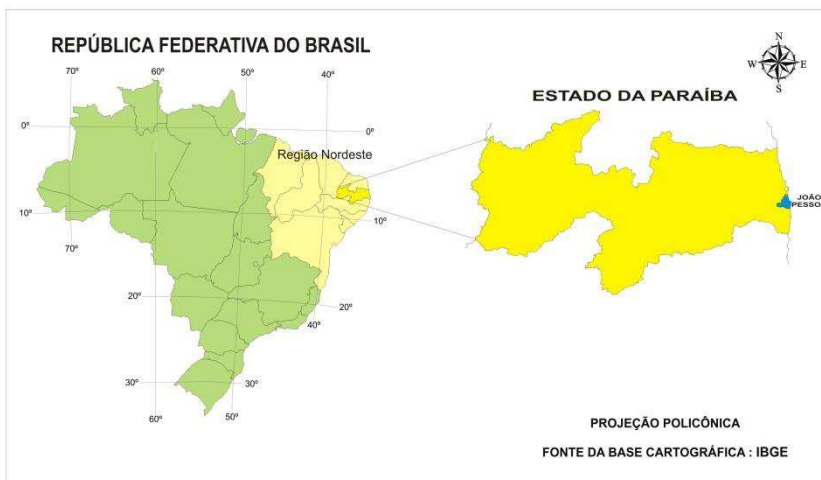 REPÚBLICA FEDERATIVA DO BRASIL
70º
60º
50º
40º
0º
0º
Região Nordeste
10º
10º
70º
20º
20º
40º
30º
30º
60º
50º
N
W
E
S
ESTADO DA PARAÍBA
JOÃO
PESSO
PROJEÇÃO POLICÔNICA
FONTE DA BASE CARTOGRÁFICA : IBGE